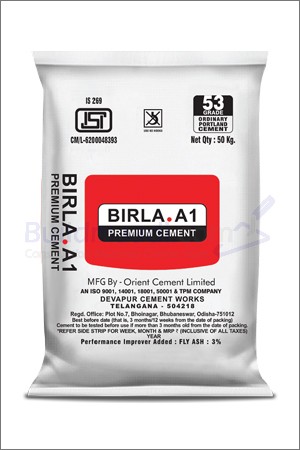 IS 269
ISI
CM/L-6200048393
USE NO HOOKS
53
GRADE
ORDINARY
PORTLAND
CEMENT
Net Qty : 50 Kg.
BIRLA.A1
PREMIUM CEMENT
BIRLA.A1
PREMIUM CEMENT
MFG By - Orient Cement Limited
AN ISO 9001, 14001, 18001, 50001 & TPM COMPANY
DEVAPUR CEMENT WORKS
TELANGANA - 504218
Regd. Office: Plot No.7, Bhoinagar, Bhubaneswar, Odisha-751012
Best before date (that is, 3 months/12 weeks from the date of packing)
Cement to be tested before use if more than 3 months old from the date of packing.
*REFER SIDE STRIP FOR WEEK, MONTH & MRP ₹ (INCLUSIVE OF ALL TAXES)
YEAR
Performance Improver Added : FLY ASH : 3%